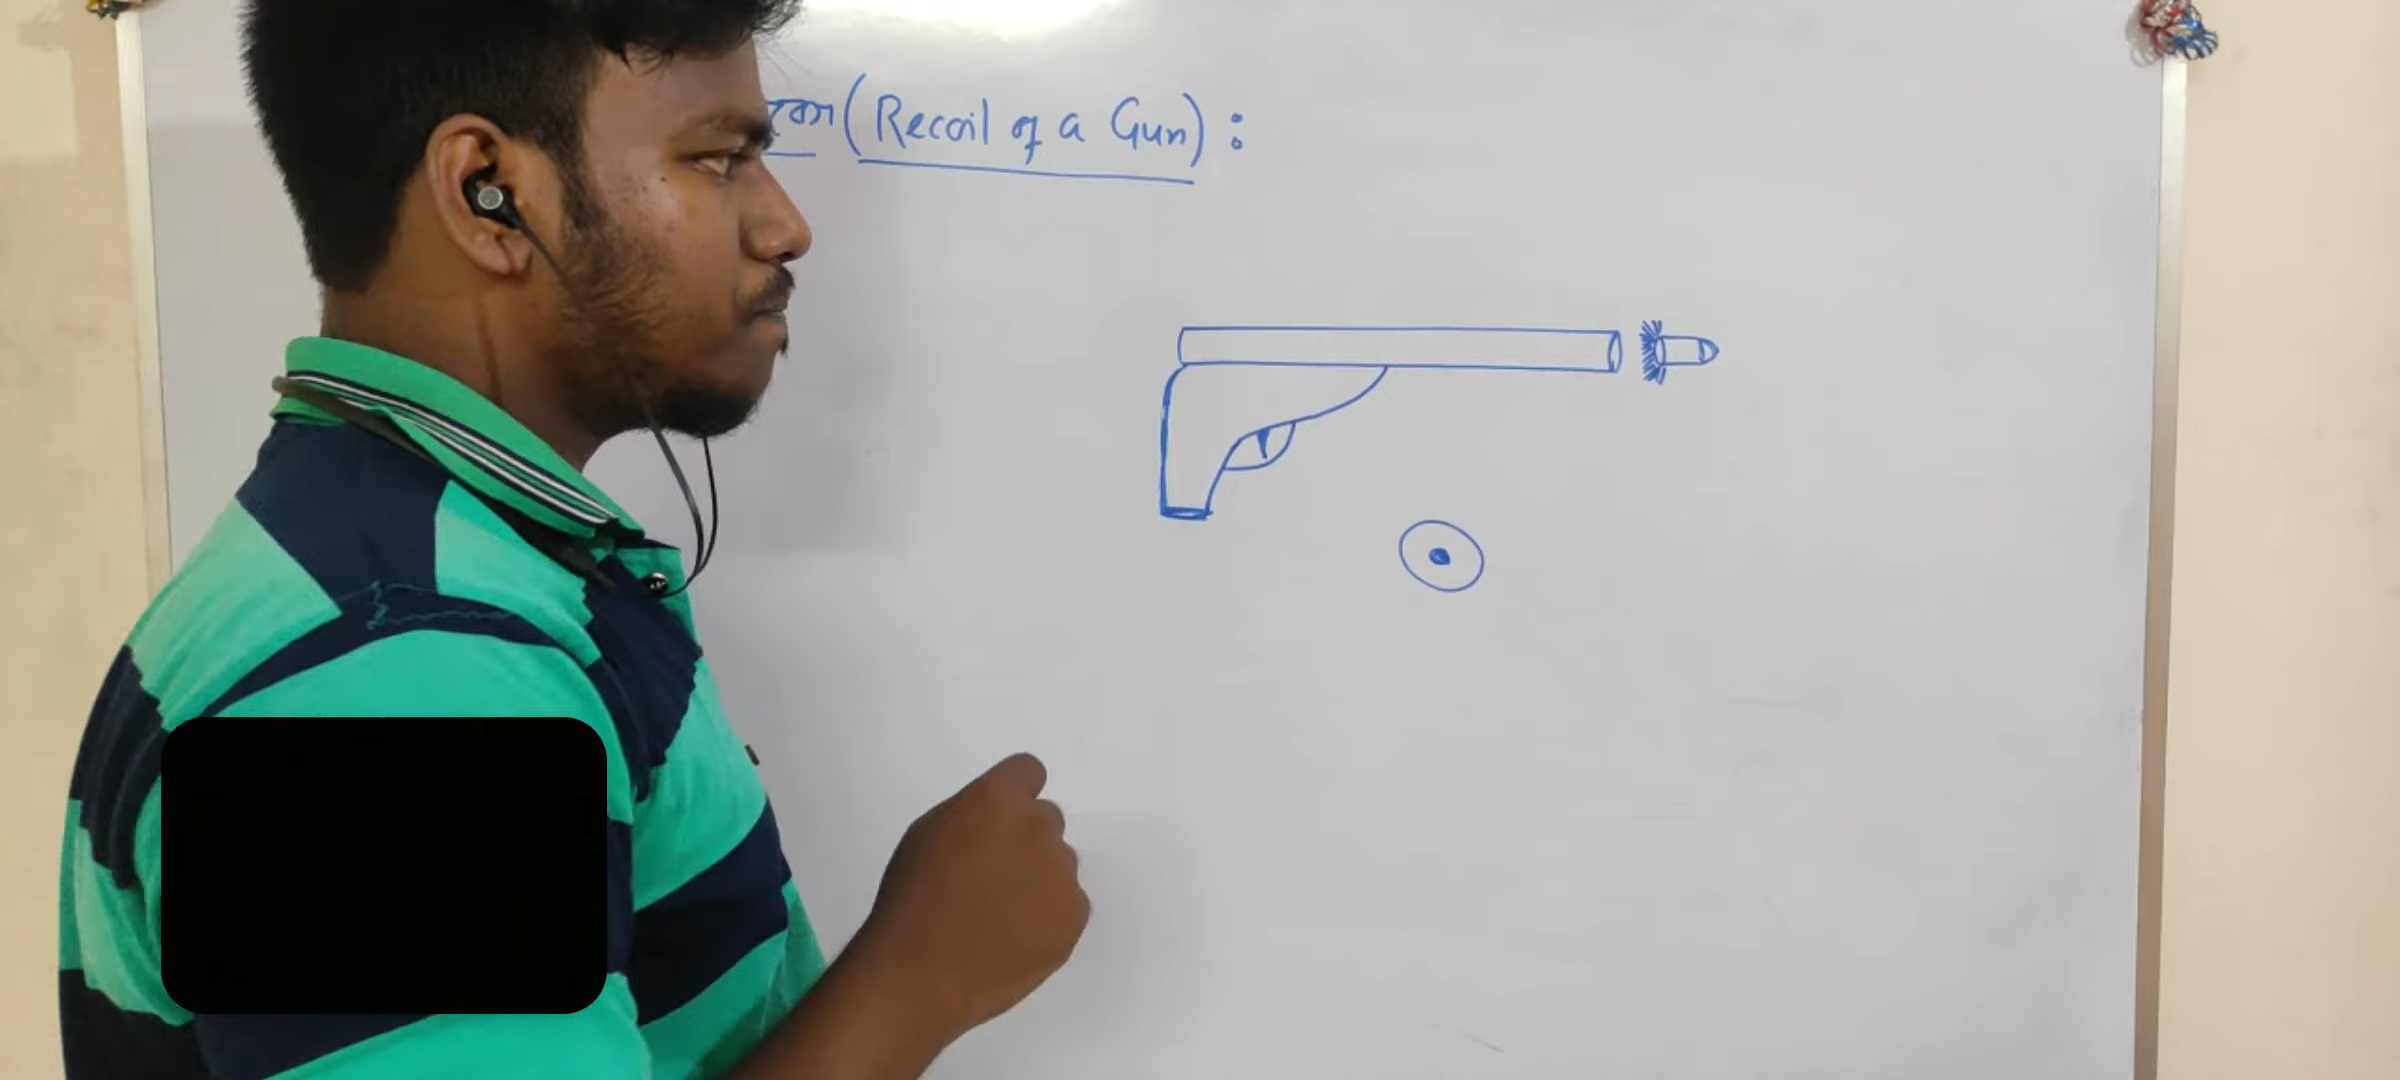 (Recoil of a Gun) :